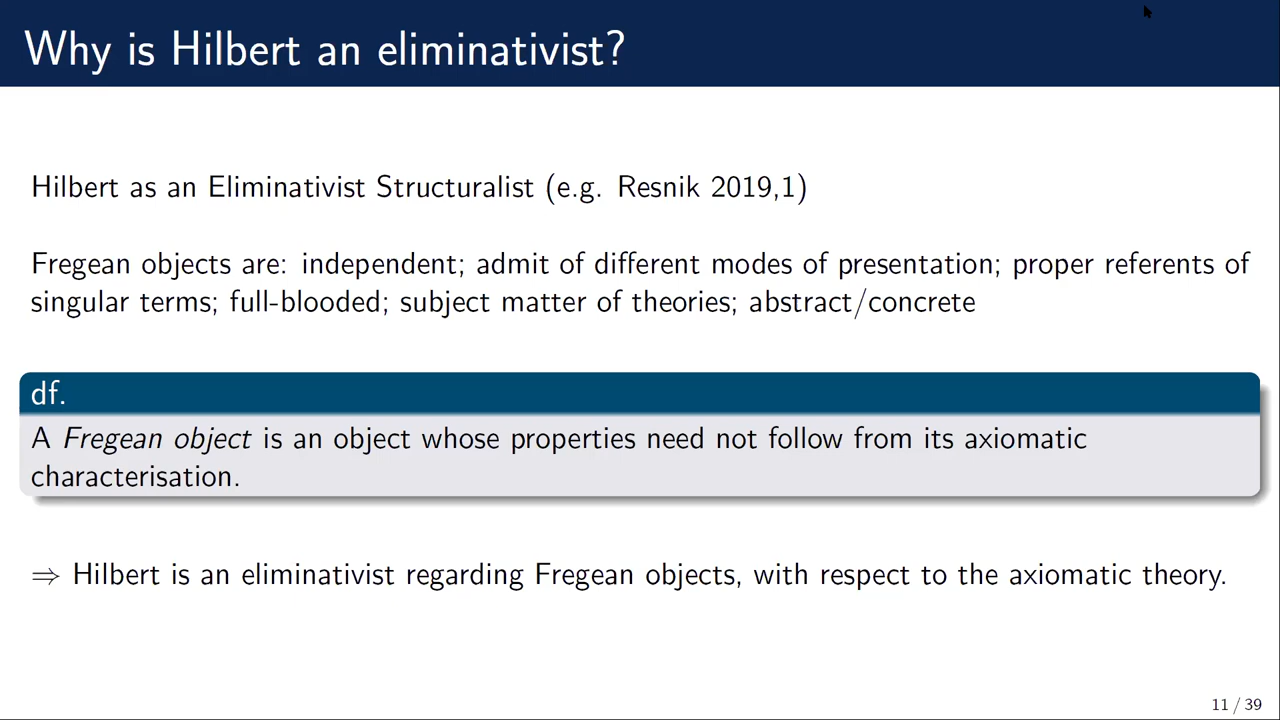 Why is Hilbert an eliminativist?
Hilbert as an Eliminativist Structuralist (e.g. Resnik 2019,1)
Fregean objects are: independent; admit of different modes of presentation; proper referents of
singular terms; full-blooded; subject matter of theories; abstract/concrete
df.
A Fregean object is an object whose properties need not follow from its axiomatic
characterisation.
⇒ Hilbert is an eliminativist regarding Fregean objects, with respect to the axiomatic theory.
11 / 39